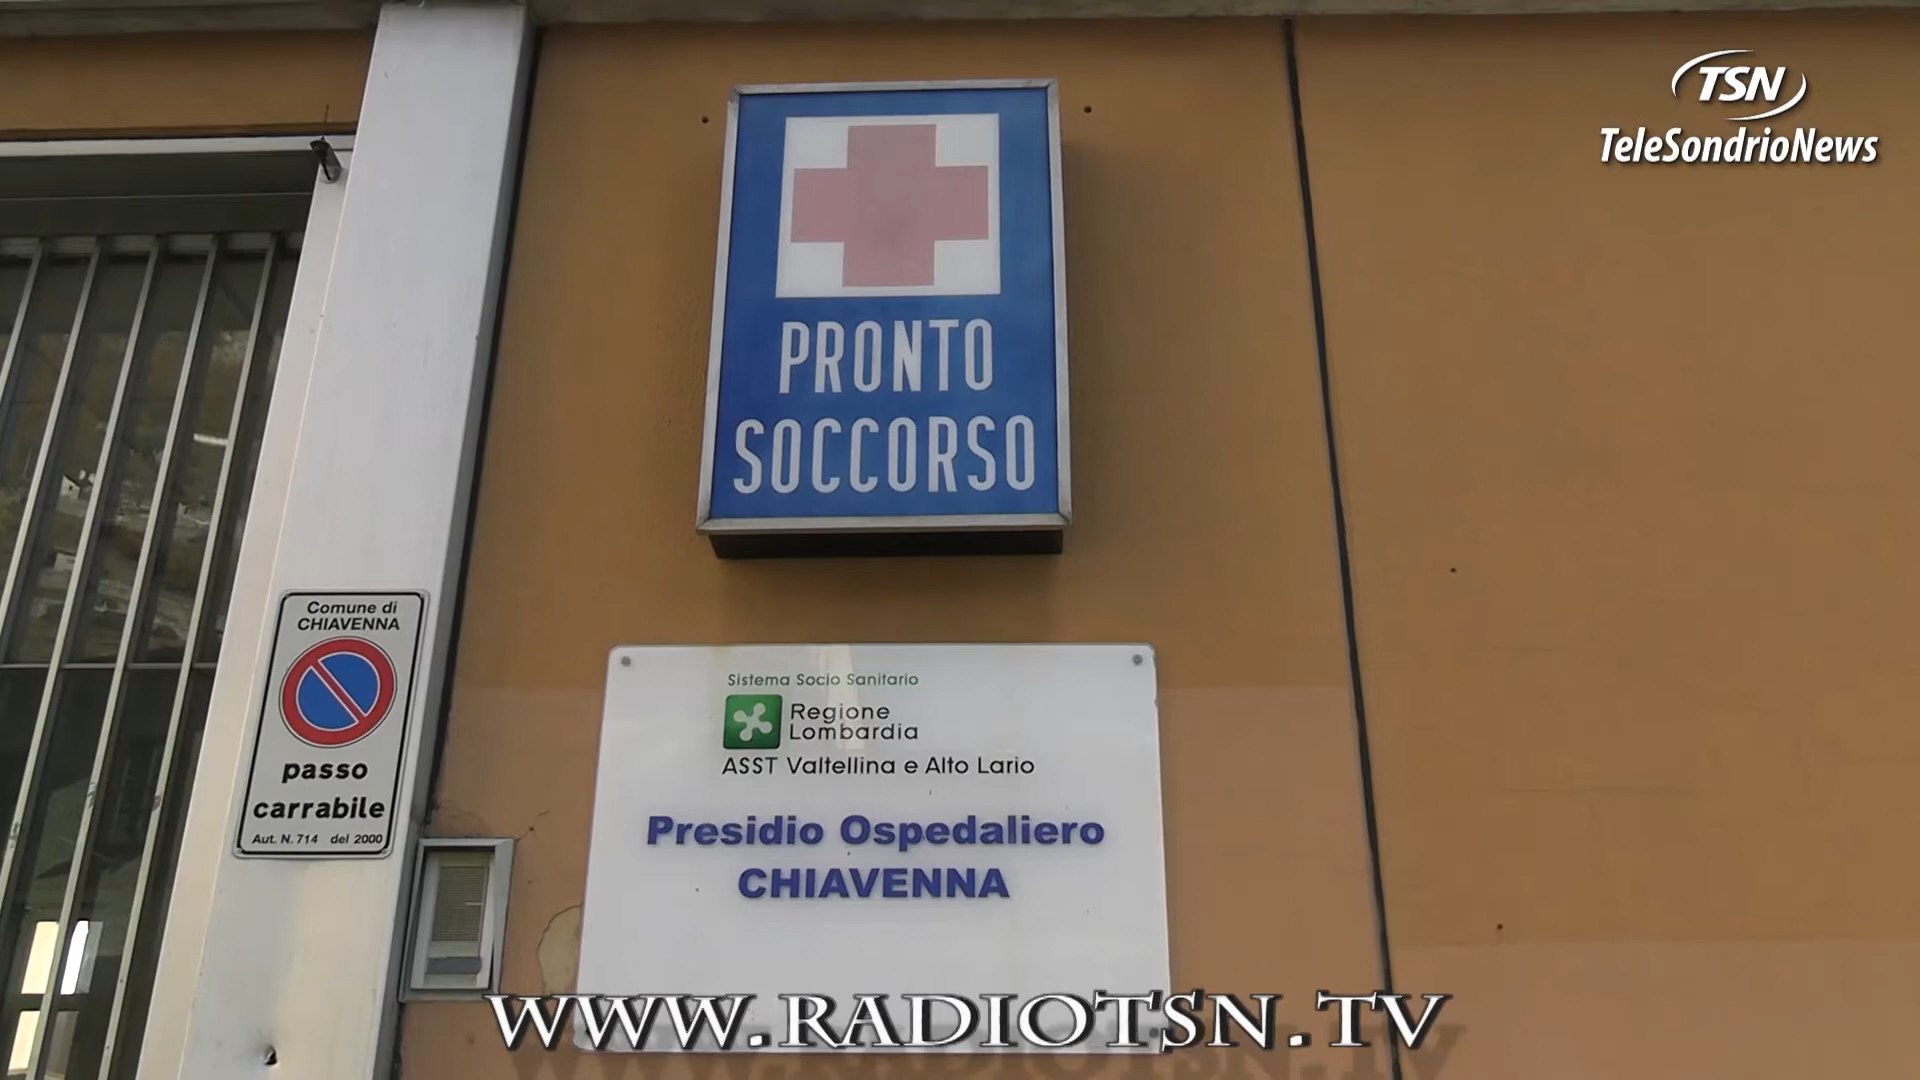 TSN
TeleSondrioNews
PRONTO
SOCCORSO
Comune di
CHIAVENNA
passo
carrabile
Aut. N. 714 del 2000
Sistema Socio Sanitario
Regione
Lombardia
ASST Valtellina e Alto Lario
Presidio Ospedaliero
CHIAVENNA
WWW.RADIOTSN.TV